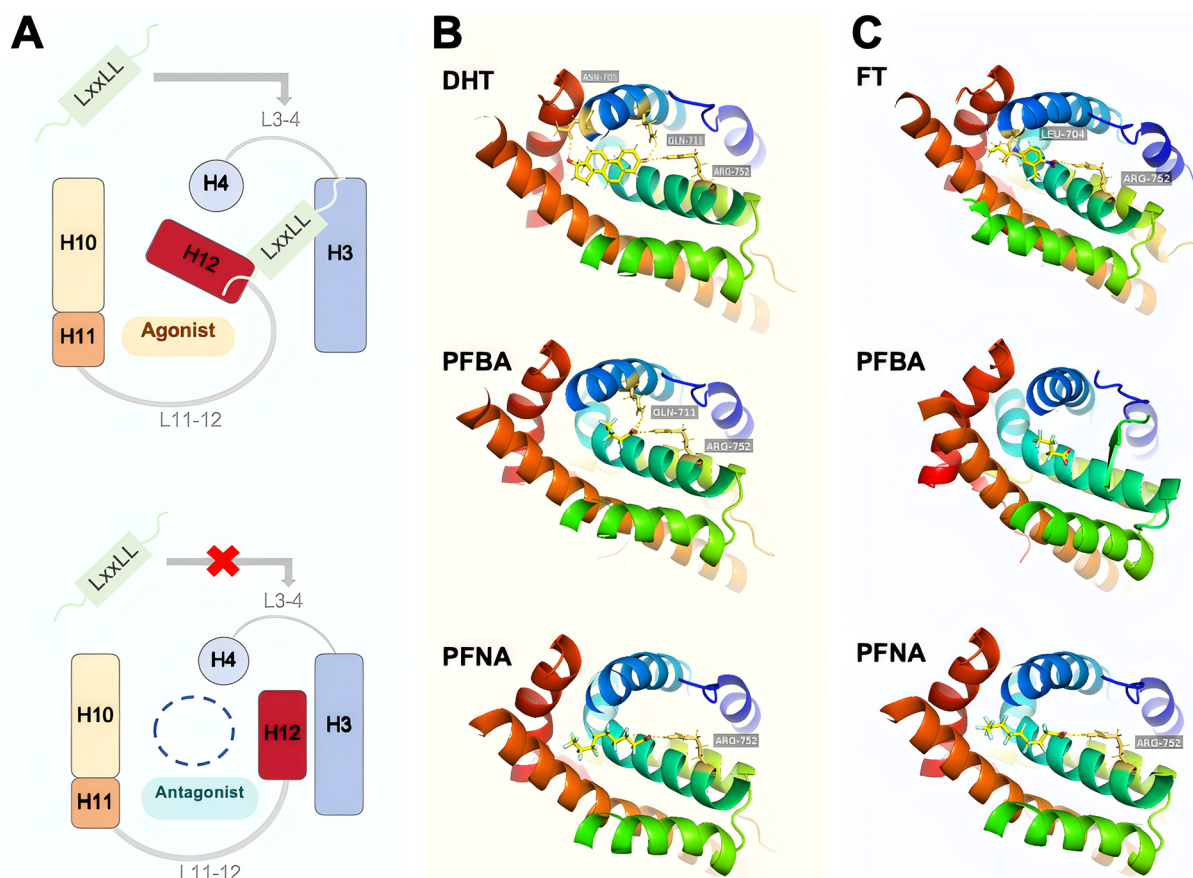 A
LxxLL
L3-4
H4
H10
H12
LxxLL
H3
H11
Agonist
L11-12
LxxLL
L3-4
H4
H10
H12
H3
H11
Antagonist
L11-12
B
DHT
ASN-705
GLN-711
ARG-752
PFBA
GLN-711
ARG-752
PFNA
ARG-752
C
FT
LEU-704
ARG-752
PFBA
PFNA
ARG-752